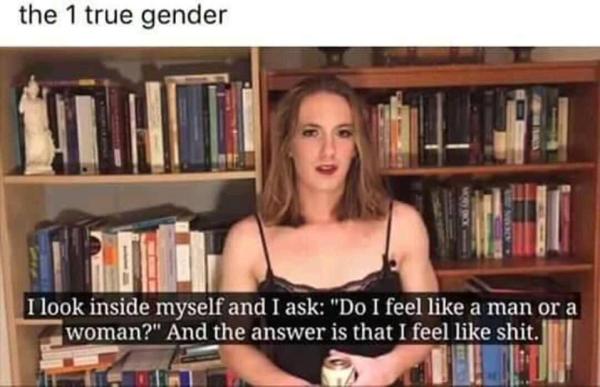 the 1 true gender
I look inside myself and I ask: "Do I feel like a man or a
woman?" And the answer is that I feel like shit.